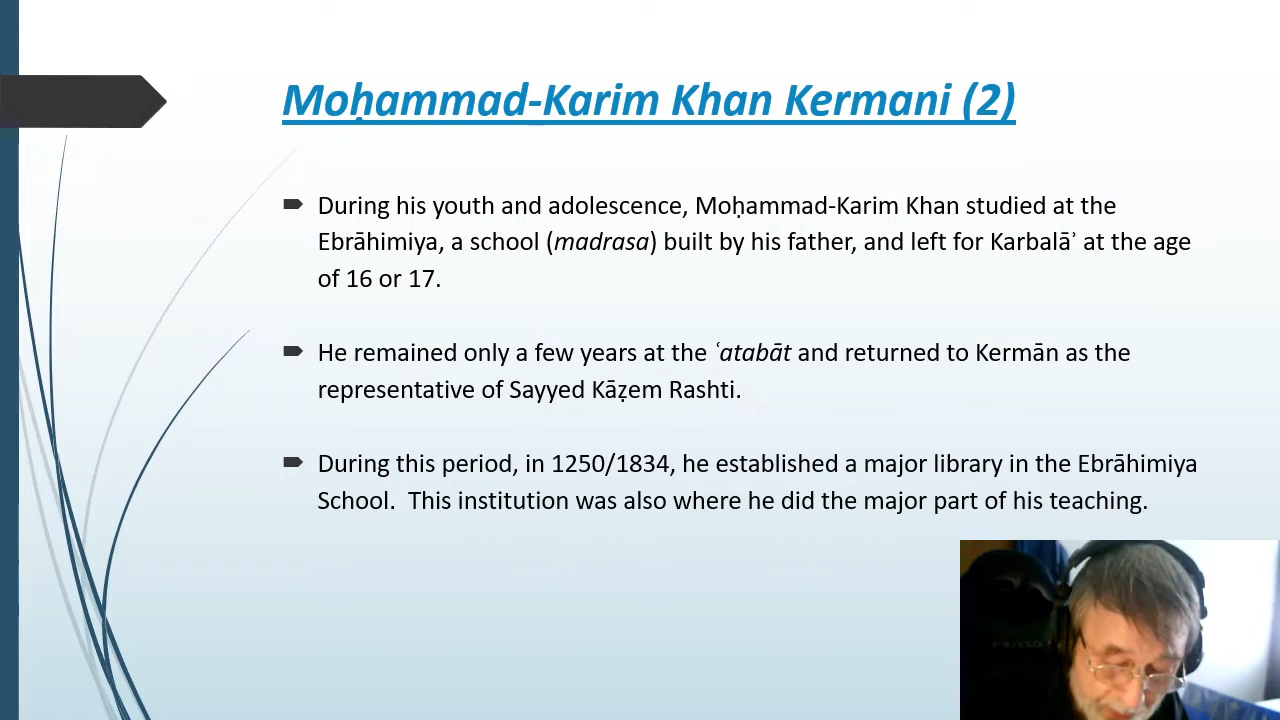 Moḥammad-Karim Khan Kermani (2)
During his youth and adolescence, Moḥammad-Karim Khan studied at the
Ebrāhimiya, a school (madrasa) built by his father, and left for Karbalāʾ at the age
of 16 or 17.
He remained only a few years at the ʿatabāt and returned to Kermān as the
representative of Sayyed Kāẓem Rashti.
During this period, in 1250/1834, he established a major library in the Ebrāhimiya
School.  This institution was also where he did the major part of his teaching.